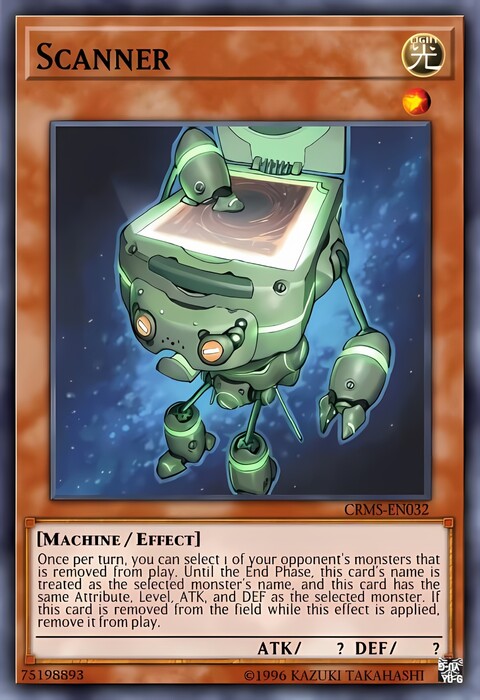 Scanner
LIGHT
光
CRMS-EN032
[Machine / Effect]
Once per turn, you can select 1 of your opponent's monsters that
is removed from play. Until the End Phase, this card's name is
treated as the selected monster's name, and this card has the
same Attribute, Level, ATK, and DEF as the selected monster. If
this card is removed from the field while this effect is applied,
remove it from play.
ATK/ ? DEF/ ?
75198893
©1996 KAZUKI TAKAHASHI